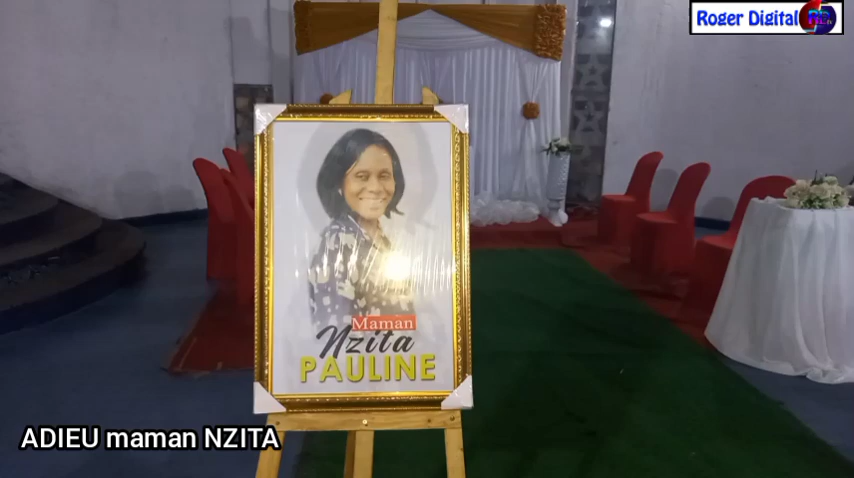 Roger Digital
Maman
Nzita
PAULINE
ADIEU maman NZITA